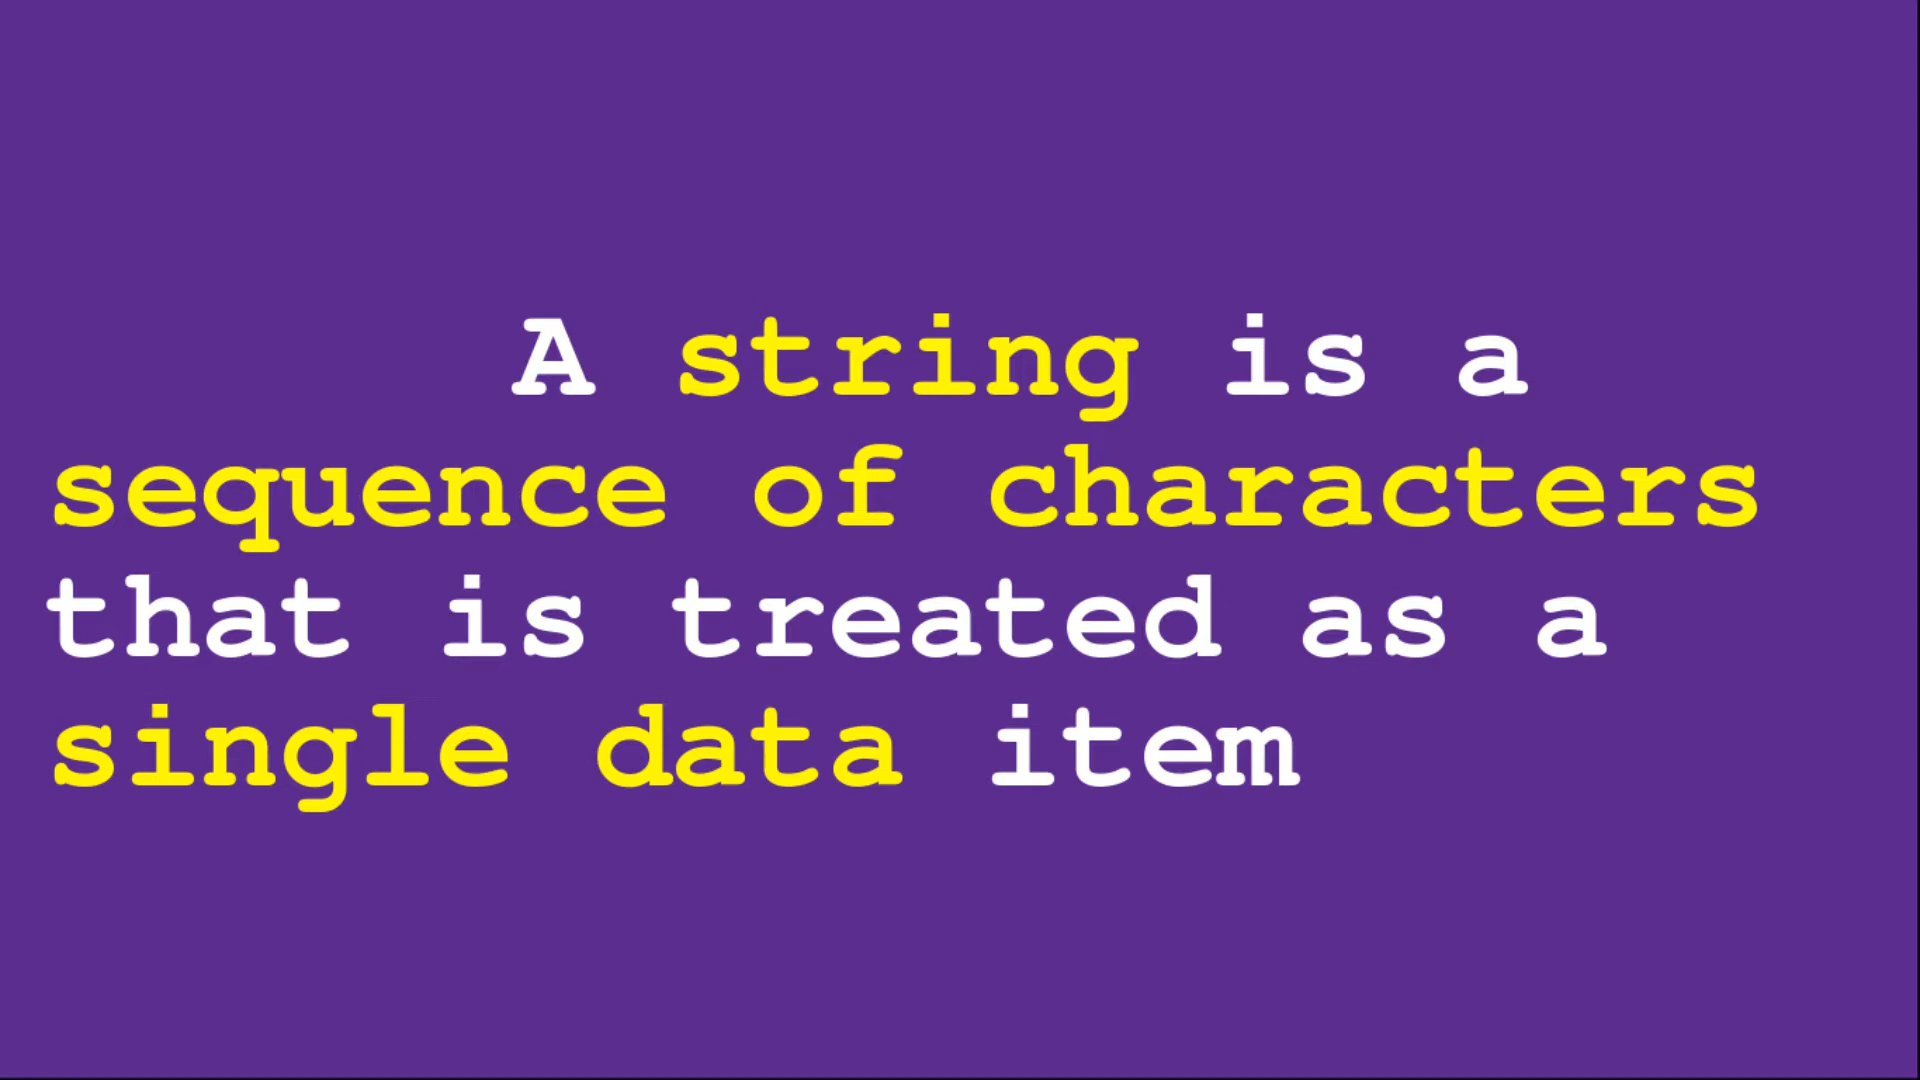 A string is a
sequence of characters
that is treated as a
single data item